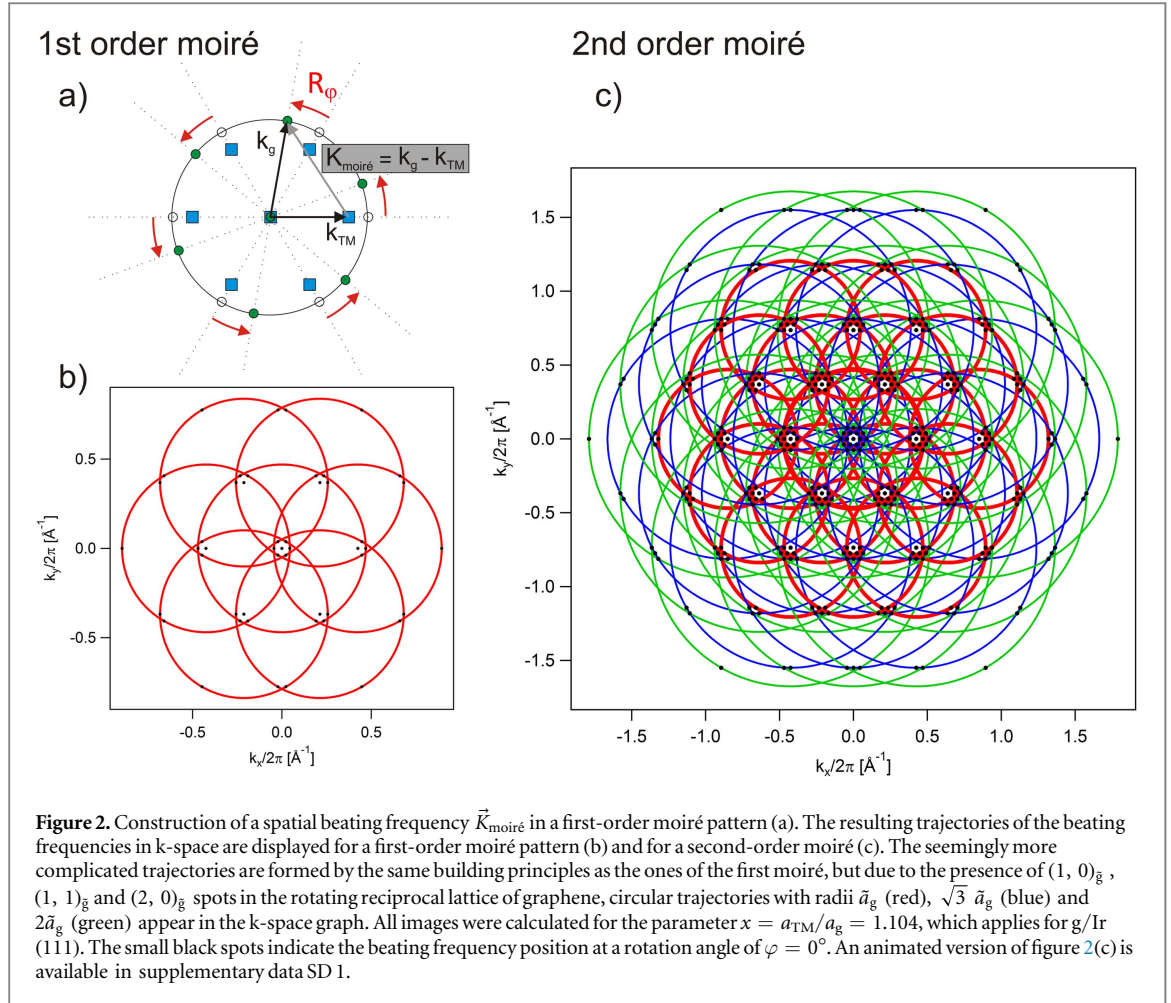 1st order moiré
2nd order moiré
a)
R_φ
k_g
K_moiré = k_g - k_TM
k_TM
b)
0.5
0.0
-0.5
k_y/2π [Å⁻¹]
-0.5
0.0
0.5
k_x/2π [Å⁻¹]
c)
1.5
1.0
0.5
0.0
-0.5
-1.0
-1.5
k_y/2π [Å⁻¹]
-1.5
-1.0
-0.5
0.0
0.5
1.0
1.5
k_x/2π [Å⁻¹]
Figure 2. Construction of a spatial beating frequency K⃗_moiré in a first-order moiré pattern (a). The resulting trajectories of the beating
frequencies in k-space are displayed for a first-order moiré pattern (b) and for a second-order moiré (c). The seemingly more
complicated trajectories are formed by the same building principles as the ones of the first moiré, but due to the presence of (1, 0)_g̃ ,
(1, 1)_g̃ and (2, 0)_g̃ spots in the rotating reciprocal lattice of graphene, circular trajectories with radii ã_g (red), √3 ã_g (blue) and
2ã_g (green) appear in the k-space graph. All images were calculated for the parameter x = a_TM/a_g = 1.104, which applies for g/Ir
(111). The small black spots indicate the beating frequency position at a rotation angle of φ = 0°. An animated version of figure 2(c) is
available in supplementary data SD 1.